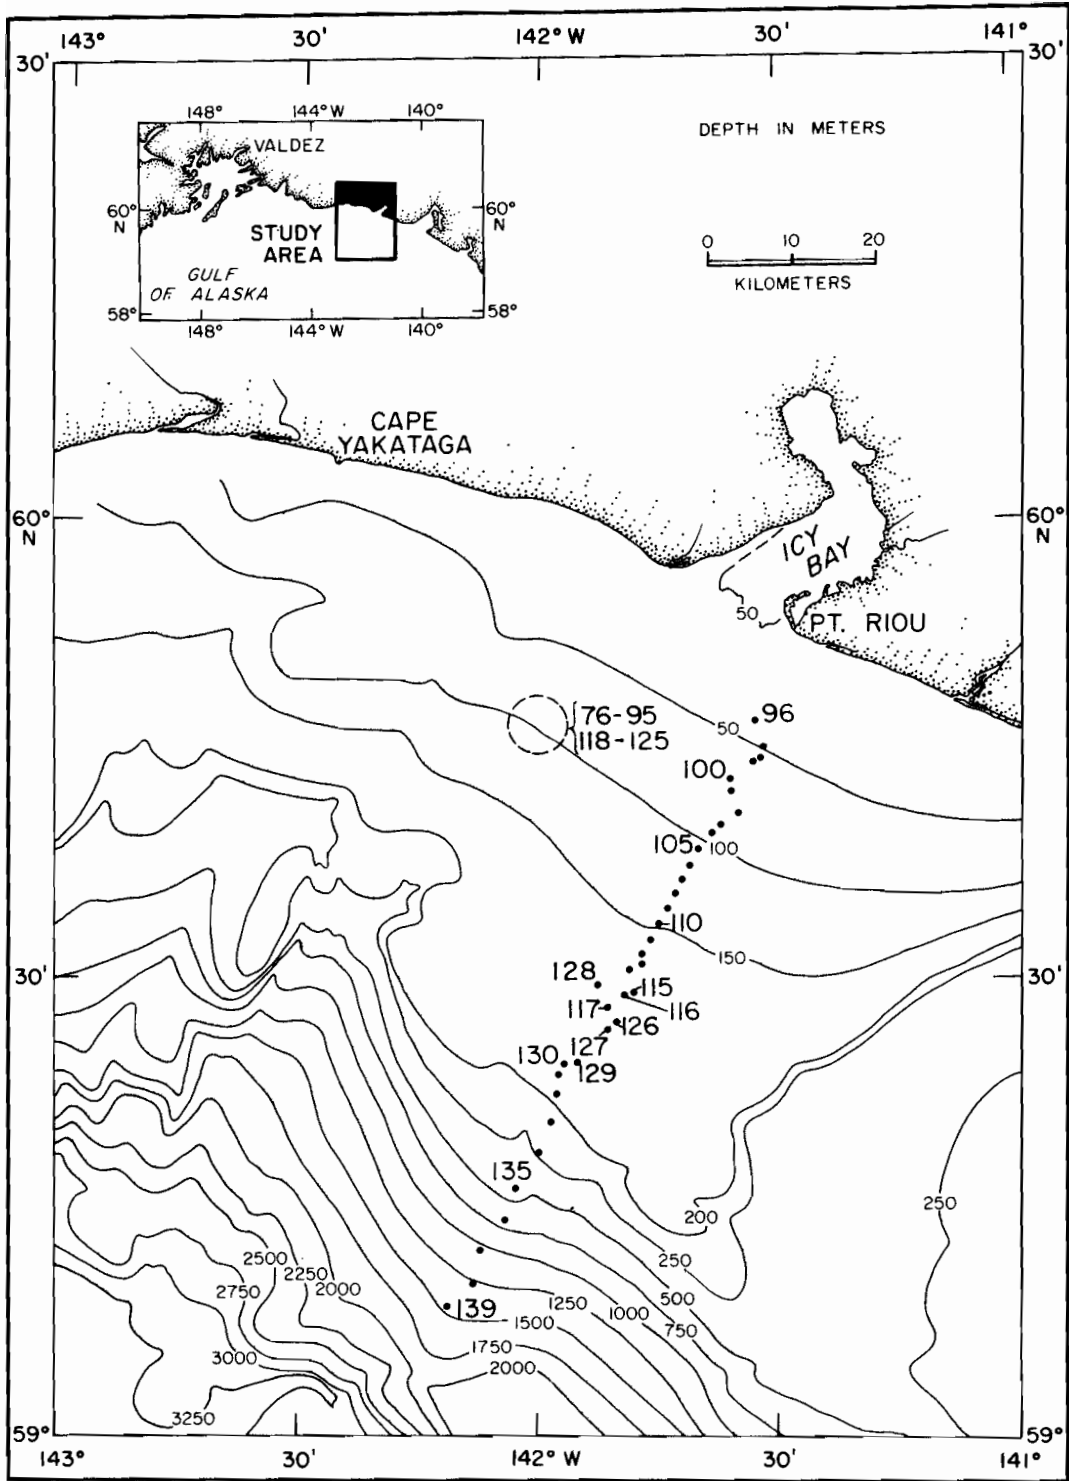 143° 30' 142° W 30' 141°
30' 30'
148° 144° W 140°
VALDEZ
DEPTH IN METERS
60° 60°
N N
STUDY
AREA
0 10 20
KILOMETERS
GULF
OF ALASKA
58° 58°
148° 144° W 140°
CAPE
YAKATAGA
60° 60°
N N
ICY
BAY
50
PT. RIOU
76-95
118-125
50
96
100
105
100
110
150
30' 30'
128
115
117
116
126
127
130
129
135
200
250
250
2500
2250
2000
2750
500
139
1250
1000
1500
750
1750
3000
2000
3250
59° 59°
143° 30' 142° W 30' 141°